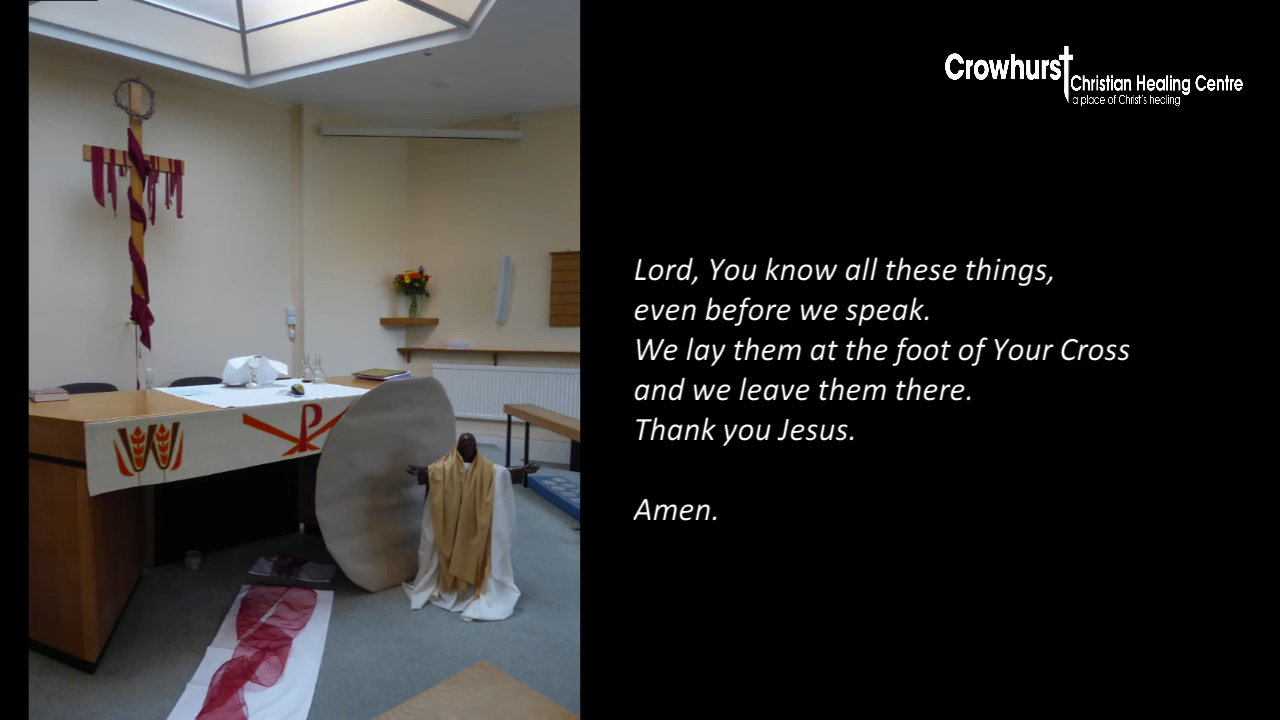 Crowhurst
Christian Healing Centre
a place of Christ's healing
Lord, You know all these things,
even before we speak.
We lay them at the foot of Your Cross
and we leave them there.
Thank you Jesus.
Amen.